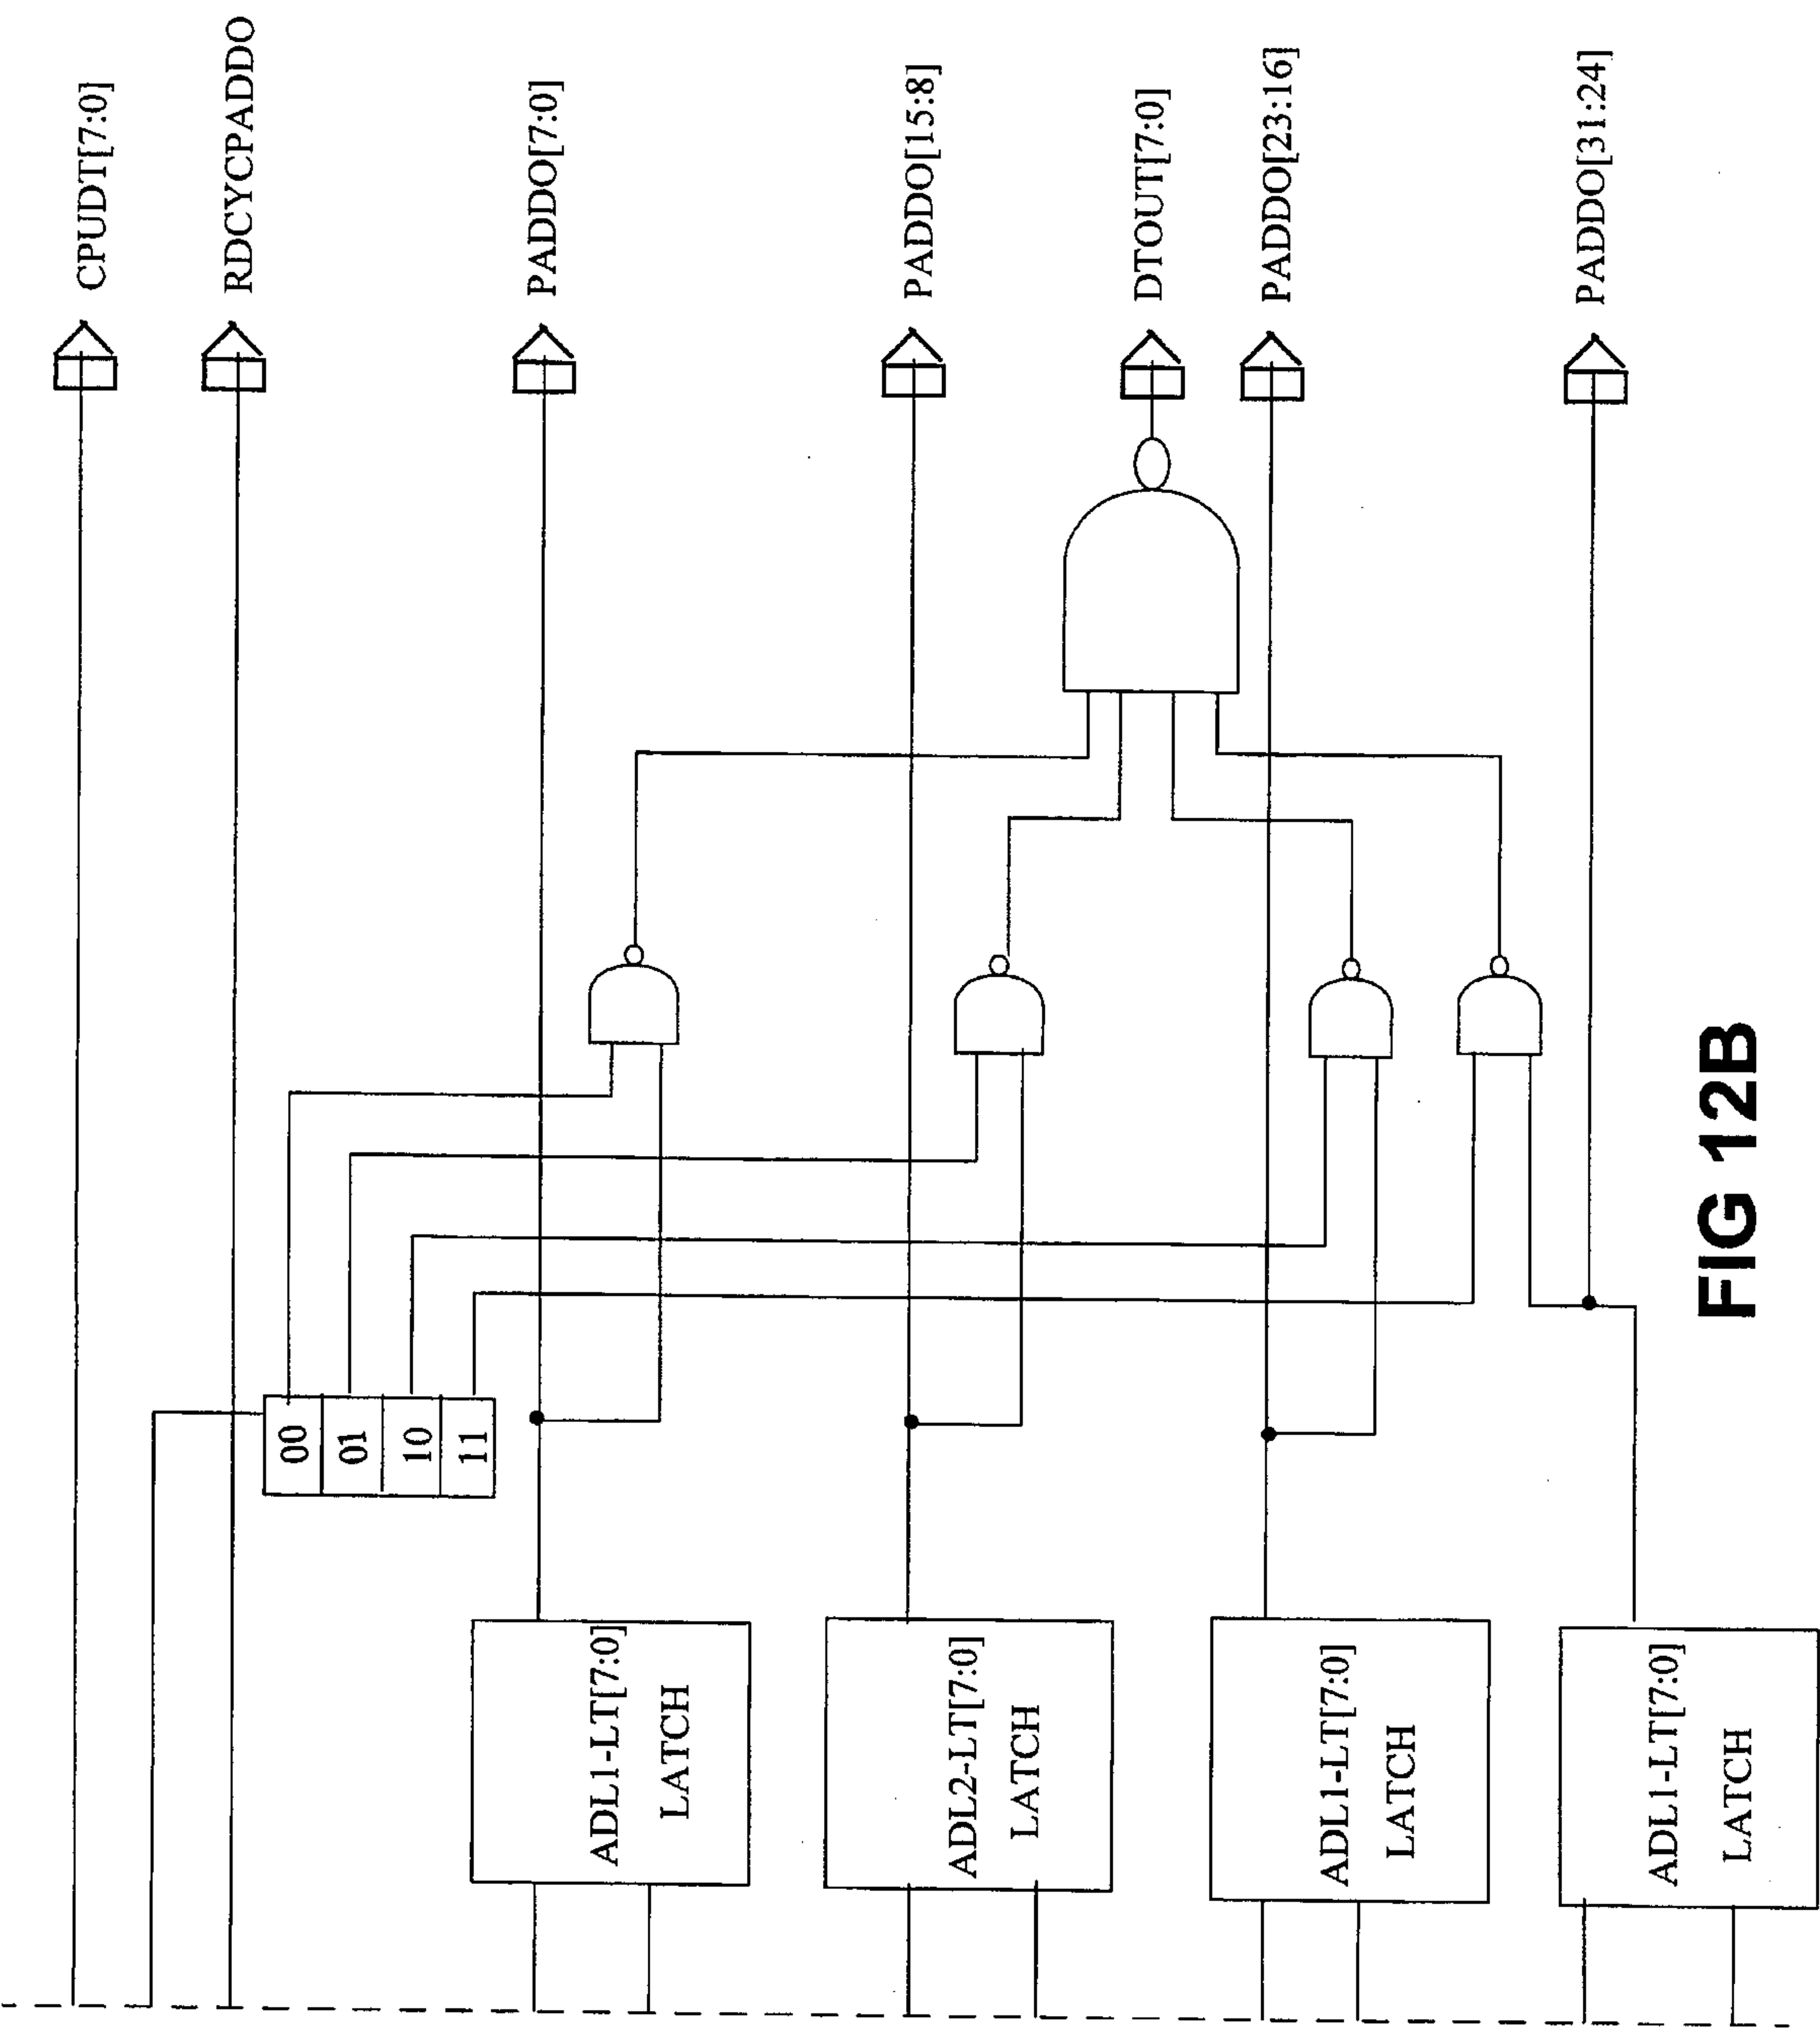 CPUDT[7:0]
RDCYCPADDO
00
01
10
11
ADL1-LT[7:0]
LATCH
PADDO[7:0]
ADL2-LT[7:0]
LATCH
PADDO[15:8]
DTOUT[7:0]
ADL1-LT[7:0]
LATCH
PADDO[23:16]
ADL1-LT[7:0]
LATCH
PADDO[31:24]
FIG 12B